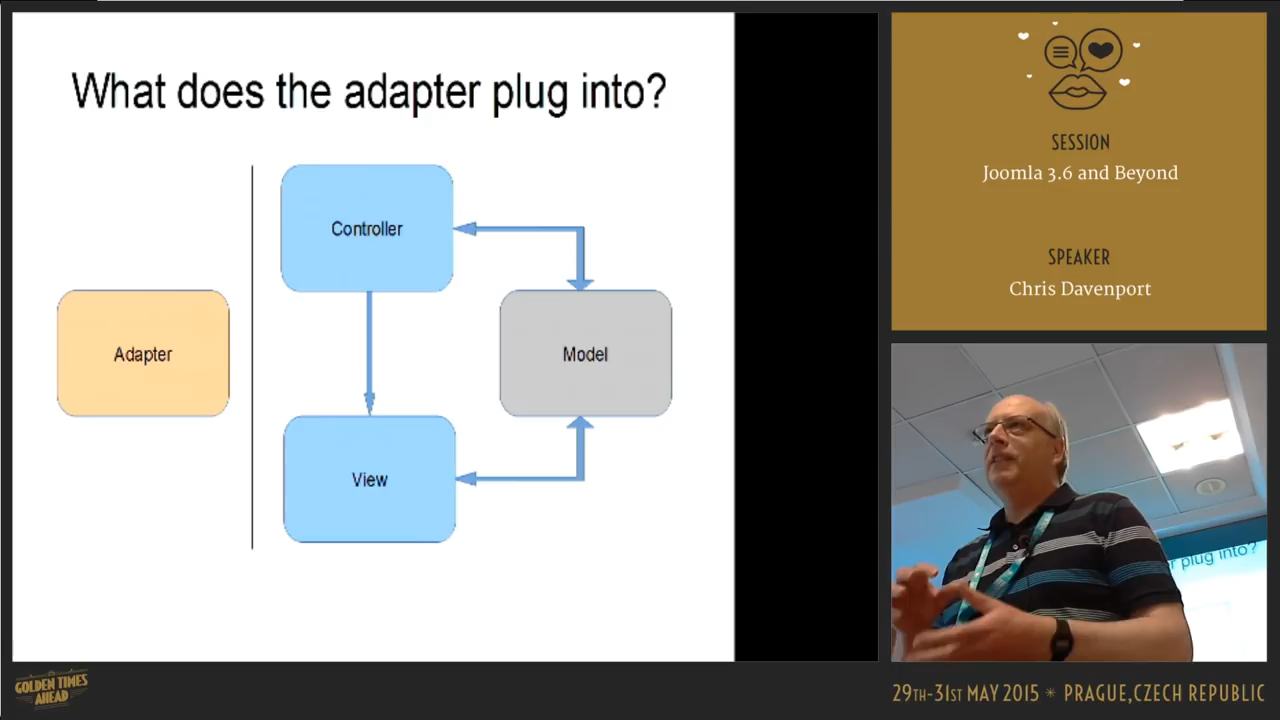 What does the adapter plug into?
Controller
Adapter
Model
View
SESSION
Joomla 3.6 and Beyond
SPEAKER
Chris Davenport
plug into?
GOLDEN TIMES
AHEAD
29TH-31ST MAY 2015 * PRAGUE, CZECH REPUBLIC